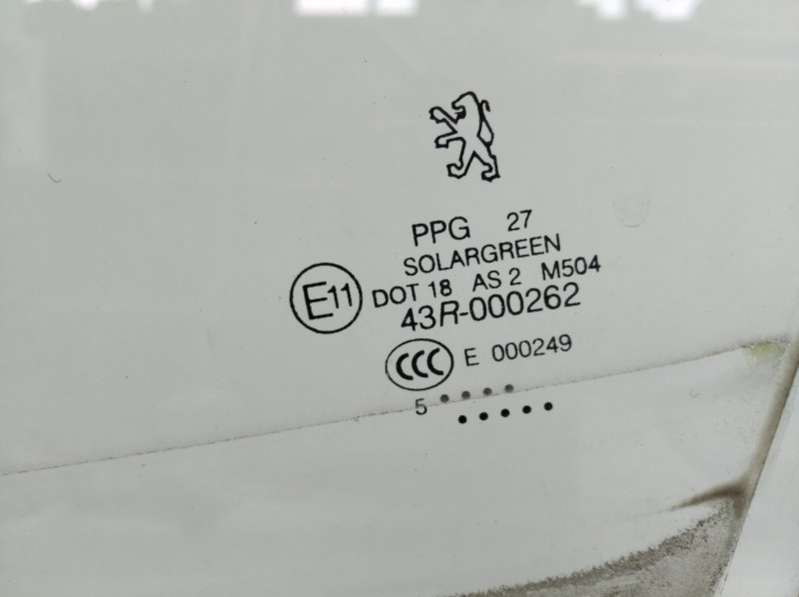 PPG 27
SOLARGREEN
E11 DOT 18 AS 2 M504
43R-000262
CCC E 000249
5